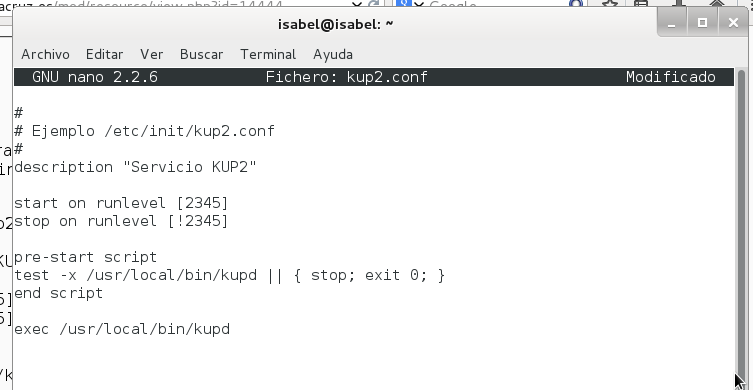 acruz.es/mod/resource/view.php?id=14444
Google
isabel@isabel: ~
Archivo Editar Ver Buscar Terminal Ayuda
GNU nano 2.2.6 Fichero: kup2.conf Modificado
#
# Ejemplo /etc/init/kup2.conf
#
description "Servicio KUP2"
start on runlevel [2345]
stop on runlevel [!2345]
pre-start script
test -x /usr/local/bin/kupd || { stop; exit 0; }
end script
exec /usr/local/bin/kupd